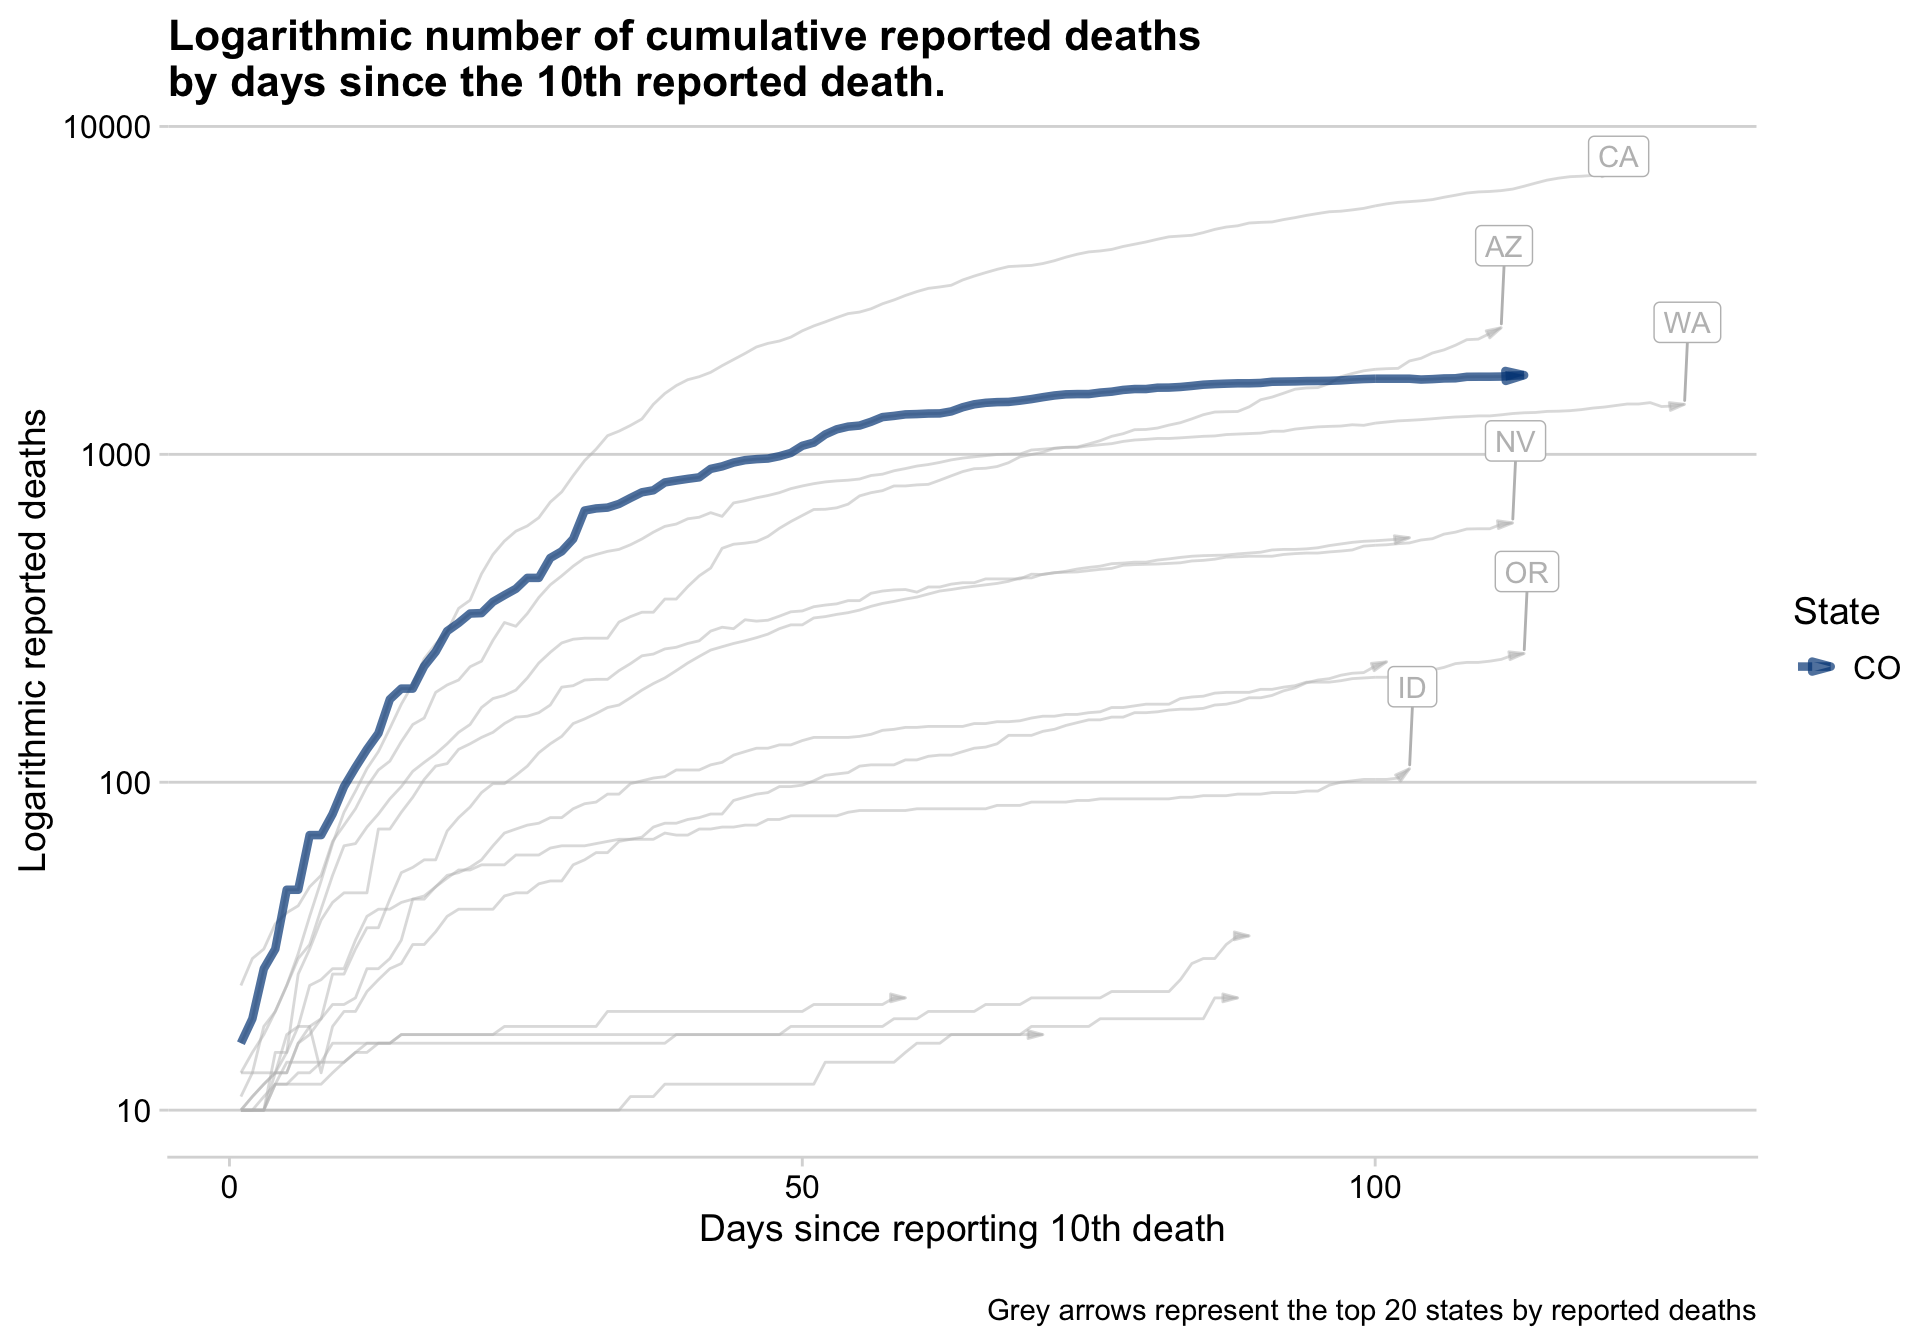 Logarithmic number of cumulative reported deaths
by days since the 10th reported death.
10000
1000
100
10
Logarithmic reported deaths
CA
AZ
WA
NV
OR
ID
State
CO
0
50
100
Days since reporting 10th death
Grey arrows represent the top 20 states by reported deaths